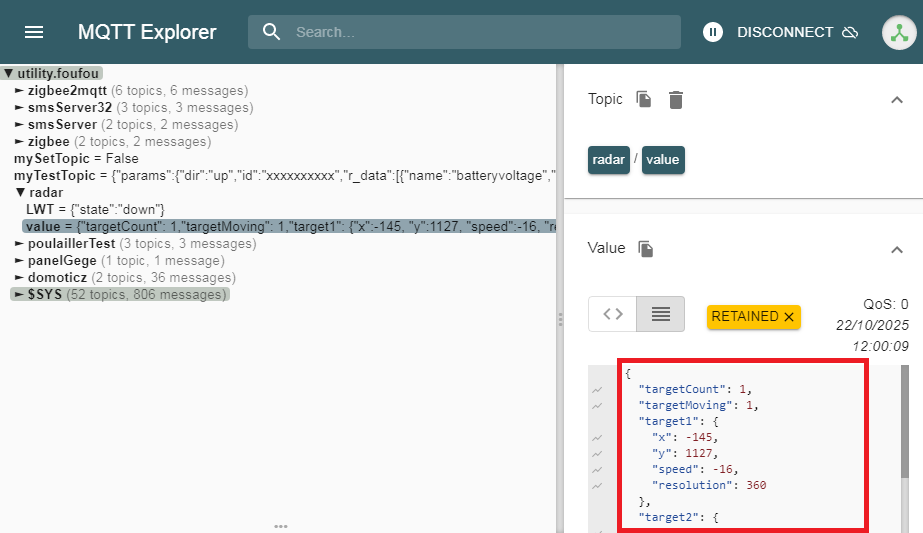 MQTT Explorer
Search...
DISCONNECT
▼ utility.foufou
► zigbee2mqtt (6 topics, 6 messages)
► smsServer32 (3 topics, 3 messages)
► smsServer (2 topics, 2 messages)
► zigbee (2 topics, 2 messages)
mySetTopic = False
myTestTopic = {"params":{"dir":"up","id":"xxxxxxxxxx","r_data":[{"name":"batteryvoltage","
▼ radar
LWT = {"state":"down"}
value = {"targetCount": 1,"targetMoving": 1,"target1": {"x":-145, "y":1127, "speed":-16, "re
► poulaillerTest (3 topics, 3 messages)
► panelGege (1 topic, 1 message)
► domoticz (2 topics, 36 messages)
► $SYS (52 topics, 806 messages)
Topic
radar / value
Value
RETAINED ×
QoS: 0
22/10/2025
12:00:09
{
"targetCount": 1,
"targetMoving": 1,
"target1": {
"x": -145,
"y": 1127,
"speed": -16,
"resolution": 360
},
"target2": {